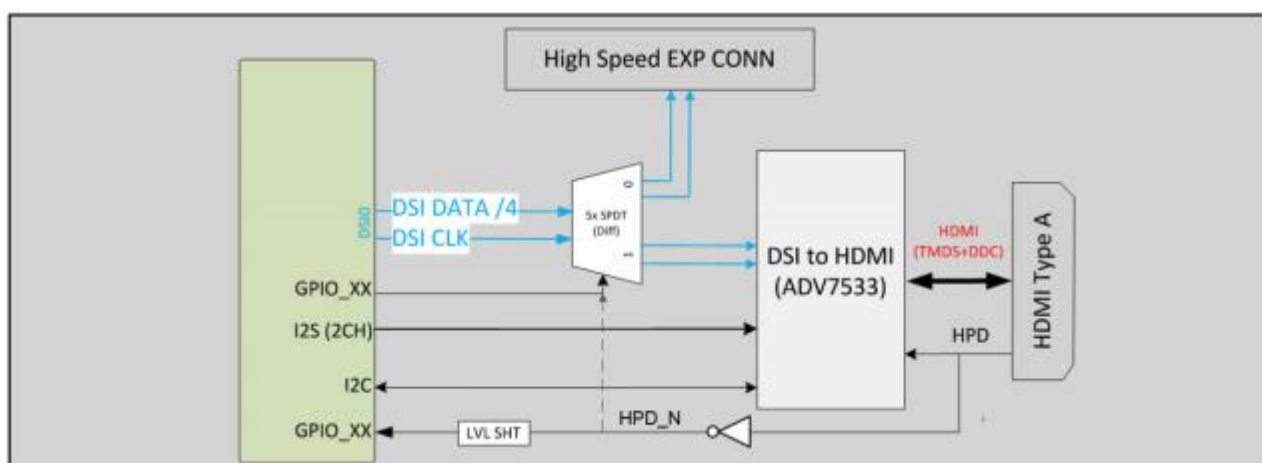 High Speed EXP CONN
DSI0
DSI DATA /4
DSI CLK
0
5x SPDT
(Diff)
1
DSI to HDMI
(ADV7533)
HDMI
(TMDS+DDC)
HDMI Type A
GPIO_XX
I2S (2CH)
HPD
I2C
HPD_N
GPIO_XX
LVL SHT